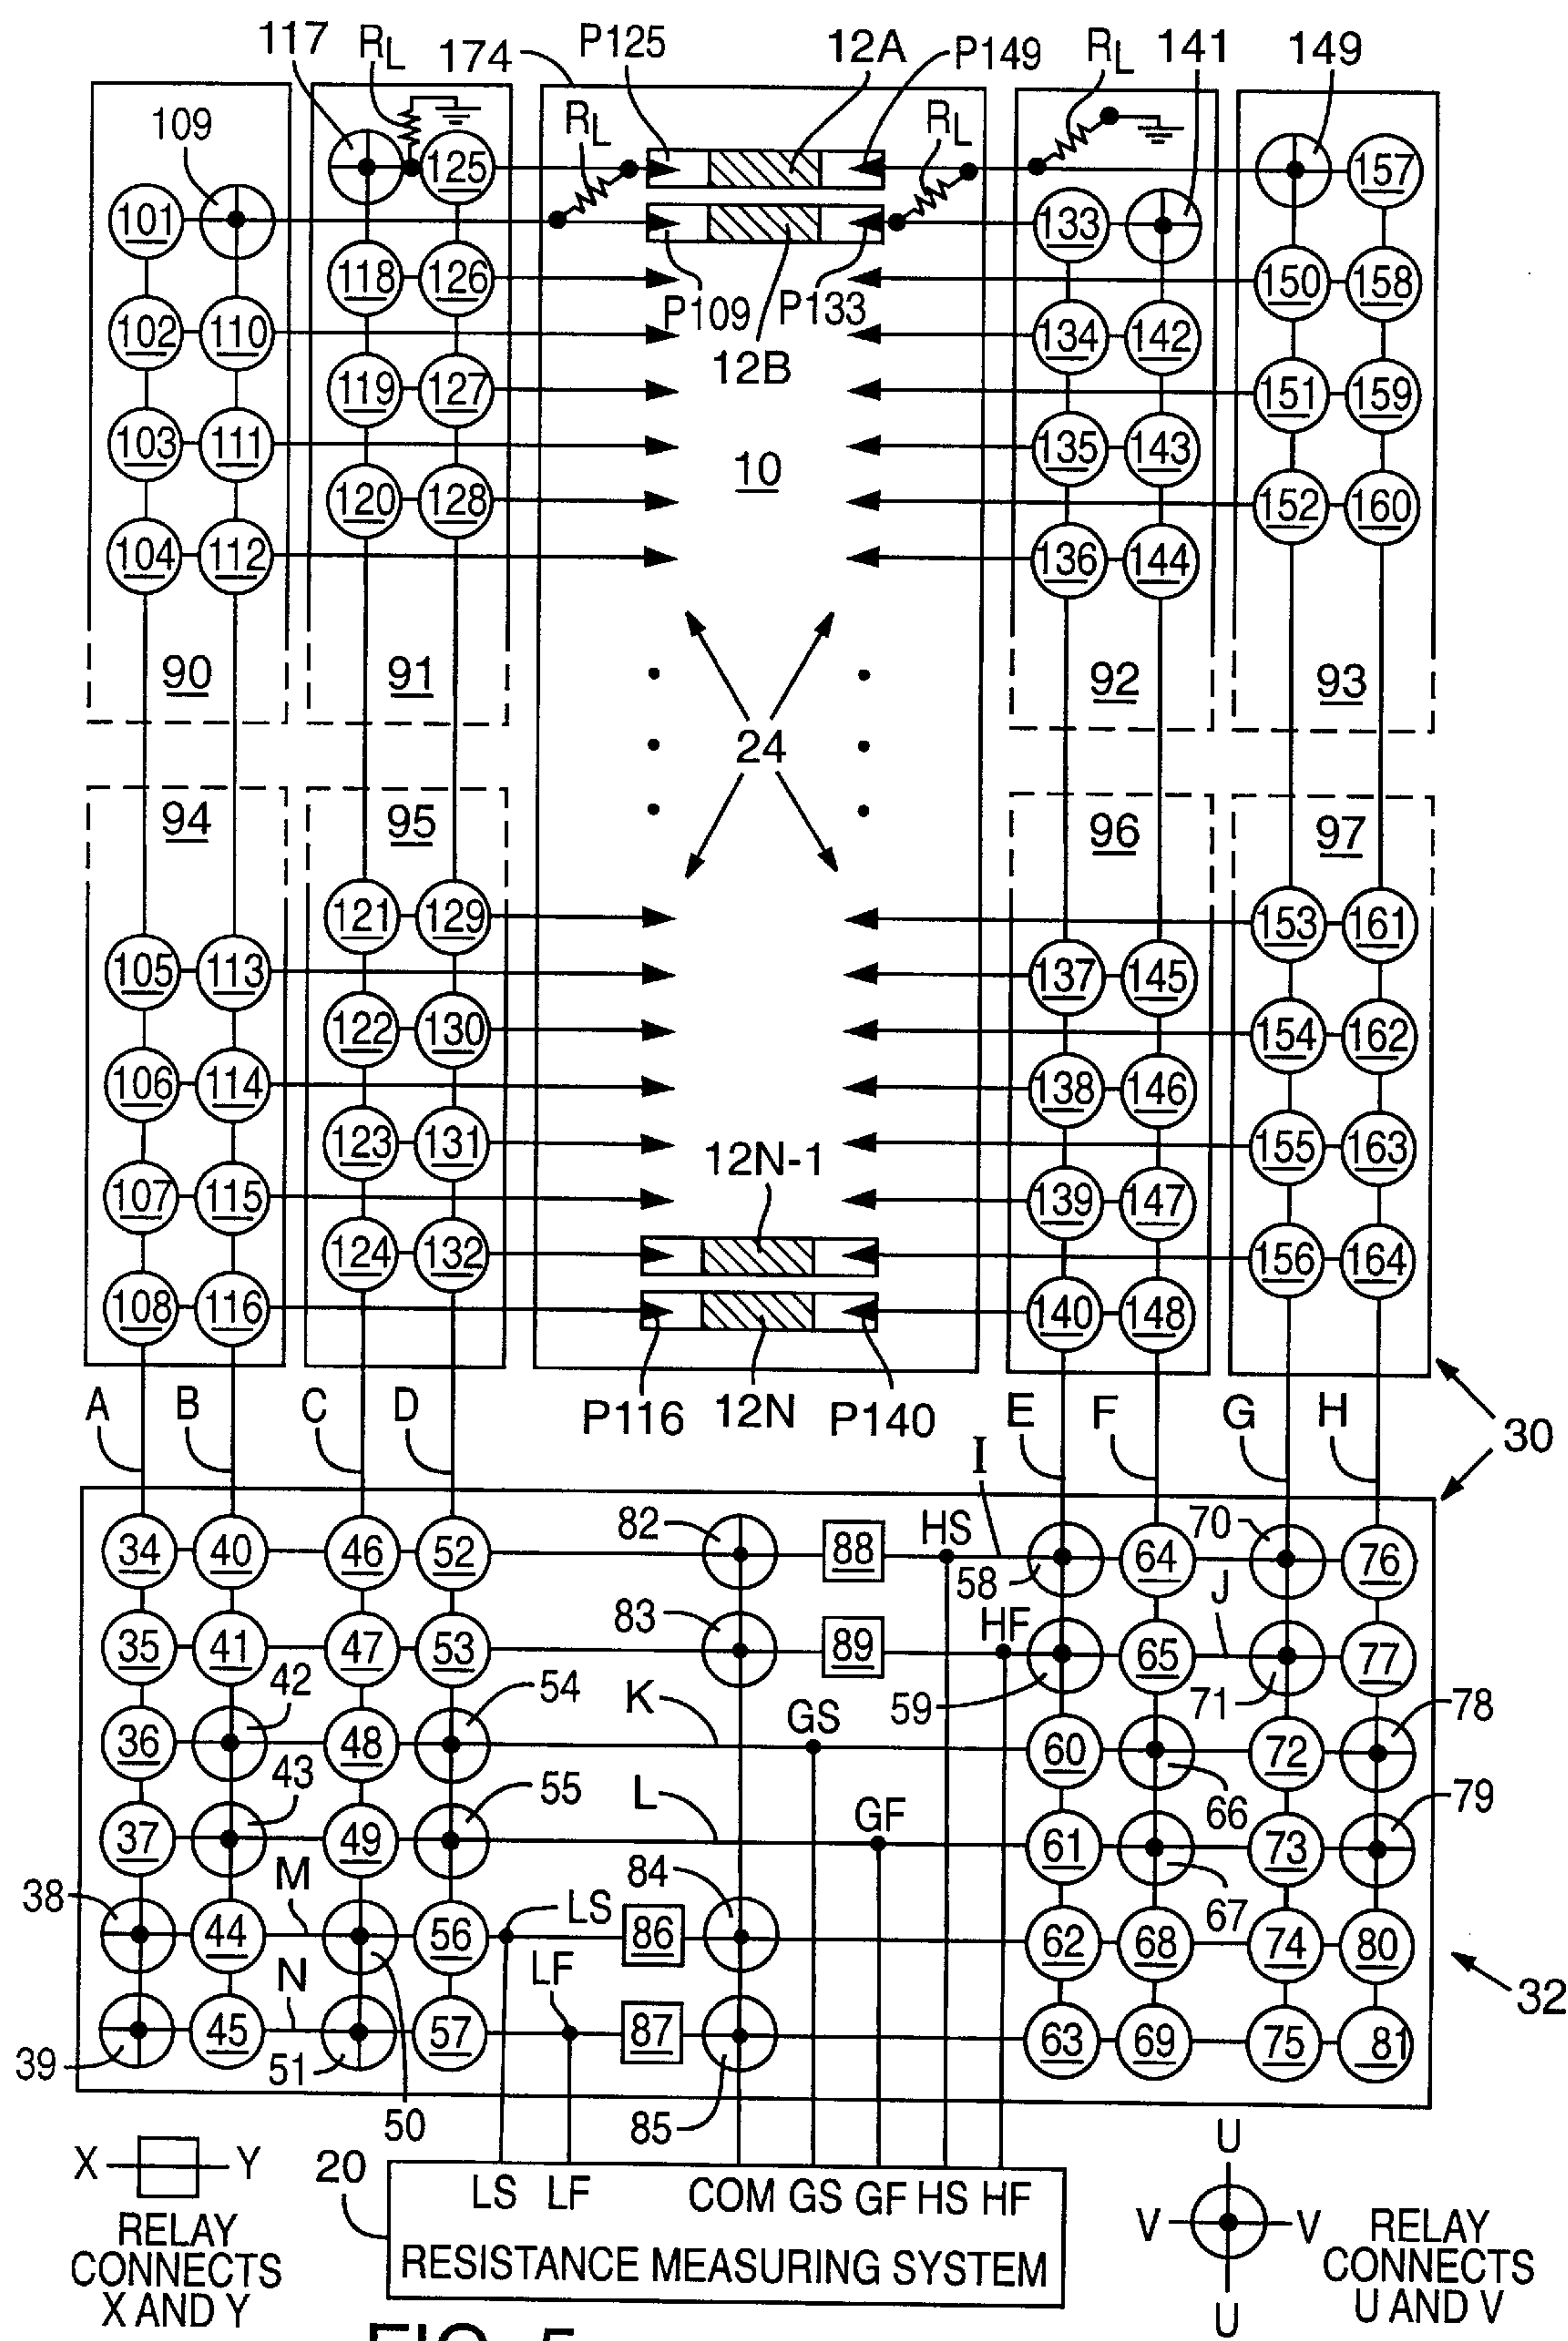 117 RL 174 P125 12A P149 RL 141 149
109 RL RL
125 157
101 133
118 126 150 158
P109 P133
102 110 134 142
12B
119 127 151 159
103 111 10 135 143
120 128 152 160
104 112 136 144
90 91 92 93
24
94 95 96 97
121 129 153 161
105 113 137 145
122 130 154 162
106 114 138 146
123 131 12N-1 155 163
107 115 139 147
124 132 156 164
108 116 140 148
A B C D P116 12N P140 E F G H
I 30
82 HS 70
34 40 46 52 88 58 64 76
83 HF J
35 41 47 53 89 65 77
42 54 K GS 59 71 78
36 48 60 72
43 55 L GF 66 79
37 49 61 73
38 M LS 84 67
44 56 86 62 68 74 80
N LF 32
45 57 87 63 69 75 81
39 51
50 85
X Y 20 U
LS LF COM GS GF HS HF
V V
RELAY
CONNECTS
X AND Y
RESISTANCE MEASURING SYSTEM
RELAY
CONNECTS
U AND V
U